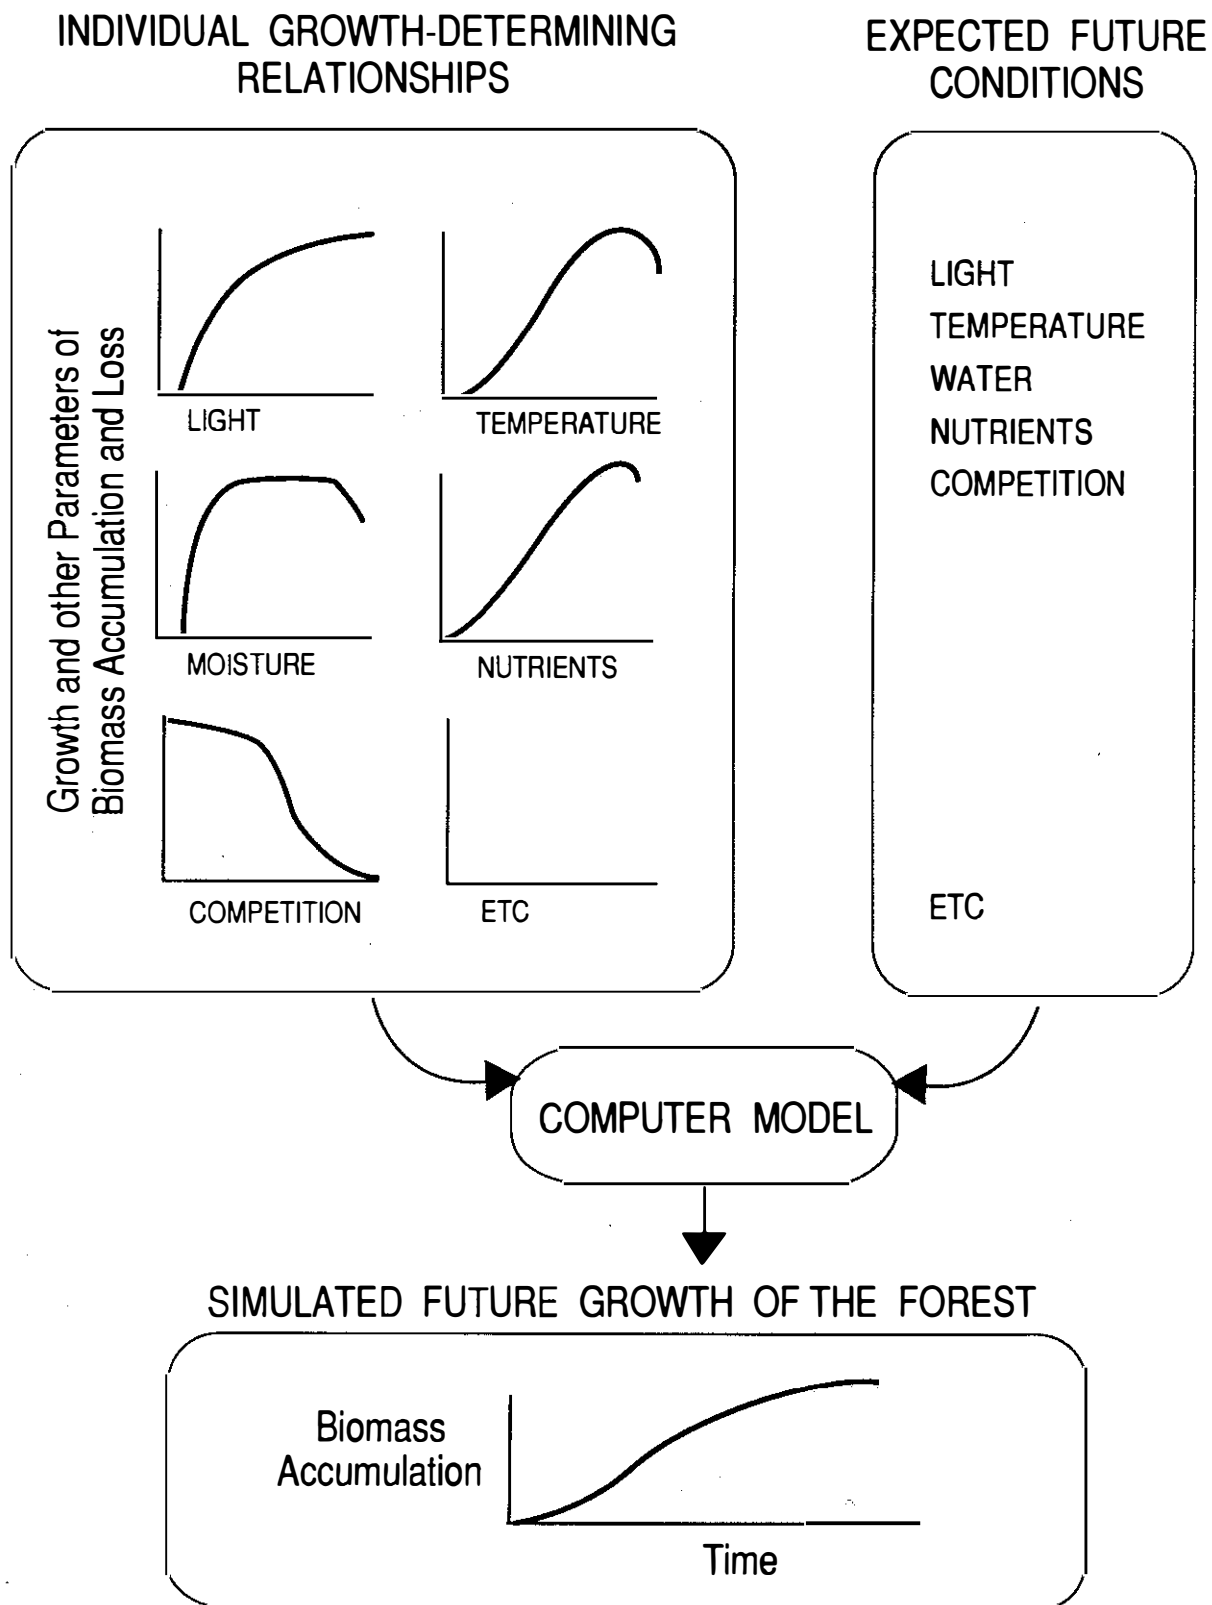 INDIVIDUAL GROWTH-DETERMINING
RELATIONSHIPS
EXPECTED FUTURE
CONDITIONS
Growth and other Parameters of
Biomass Accumulation and Loss
LIGHT
TEMPERATURE
MOISTURE
NUTRIENTS
COMPETITION
ETC
LIGHT
TEMPERATURE
WATER
NUTRIENTS
COMPETITION
ETC
COMPUTER MODEL
SIMULATED FUTURE GROWTH OF THE FOREST
Biomass
Accumulation
Time